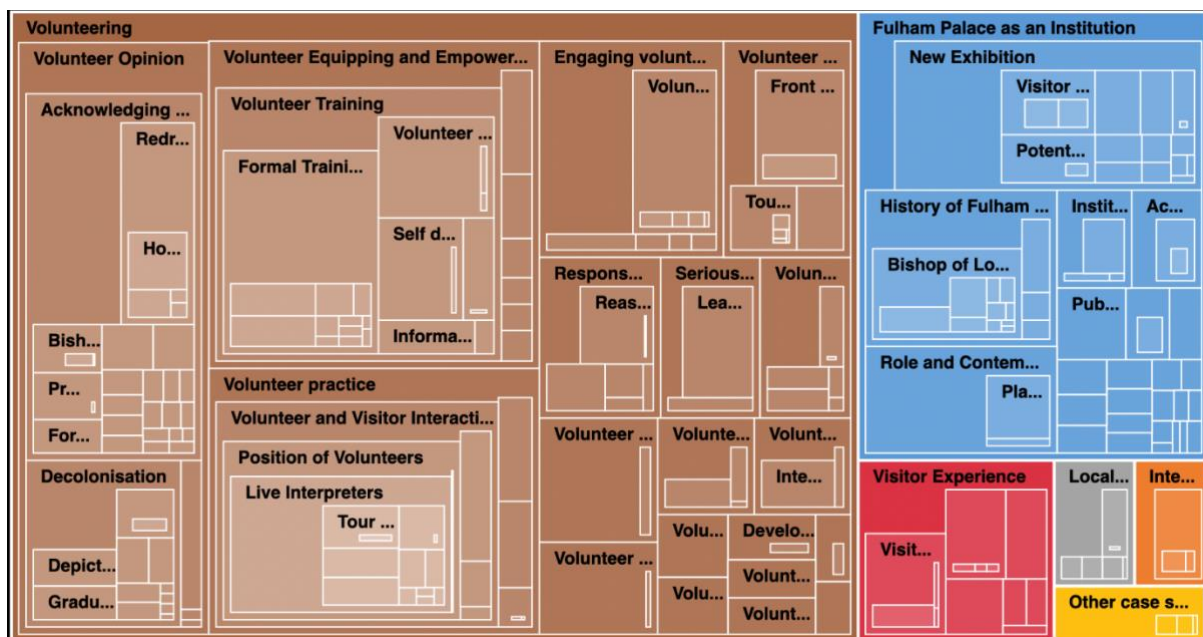 Volunteering
Volunteer Opinion
Acknowledging ...
Redr...
Ho...
Bish...
Pr...
For...
Decolonisation
Depict...
Gradu...
Volunteer Equipping and Empower...
Volunteer Training
Formal Traini...
Volunteer ...
Self d...
Informa...
Volunteer practice
Volunteer and Visitor Interacti...
Position of Volunteers
Live Interpreters
Tour ...
Engaging volunt...
Volun...
Volunteer ...
Front ...
Tou...
Respons...
Reas...
Serious...
Lea...
Volun...
Volunteer ...
Volunte...
Volunt...
Inte...
Volunteer ...
Volu...
Develo...
Volunt...
Volu...
Volunt...
Fulham Palace as an Institution
New Exhibition
Visitor ...
Potent...
History of Fulham ...
Bishop of Lo...
Instit...
Ac...
Pub...
Role and Contem...
Pla...
Visitor Experience
Visit...
Local...
Inte...
Other case s...